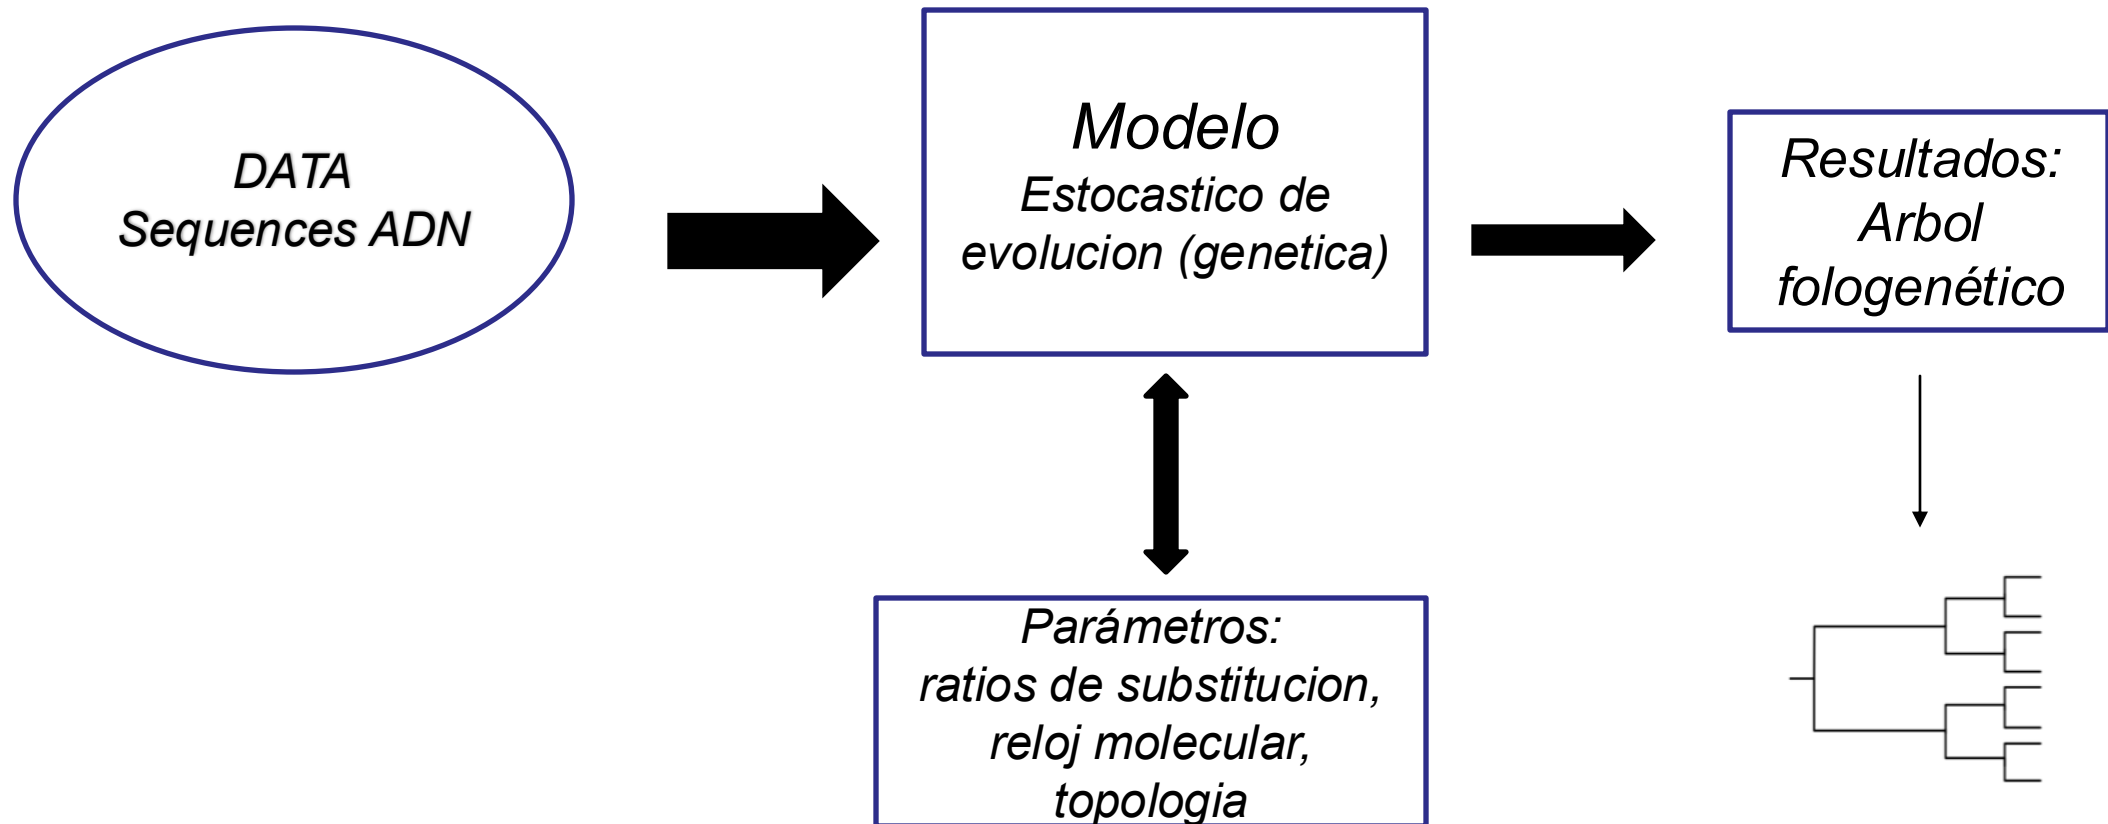 DATA
Sequences ADN
Modelo
Estocastico de
evolucion (genetica)
Resultados:
Arbol
fologenético
Parámetros:
ratios de substitucion,
reloj molecular,
topologia